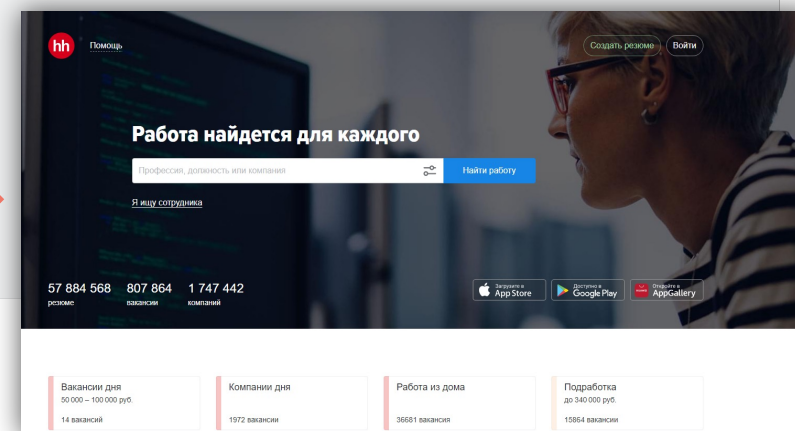 hh
Помощь
Создать резюме
Войти
Работа найдется для каждого
Профессия, должность или компания
Найти работу
Я ищу сотрудника
57 884 568
резюме
807 864
вакансии
1 747 442
компаний
Загрузите в
App Store
Доступно в
Google Play
Откройте в
AppGallery
Вакансии дня
50 000 – 100 000 руб.
14 вакансий
Компании дня
1972 вакансии
Работа из дома
36681 вакансия
Подработка
до 340 000 руб.
15864 вакансии